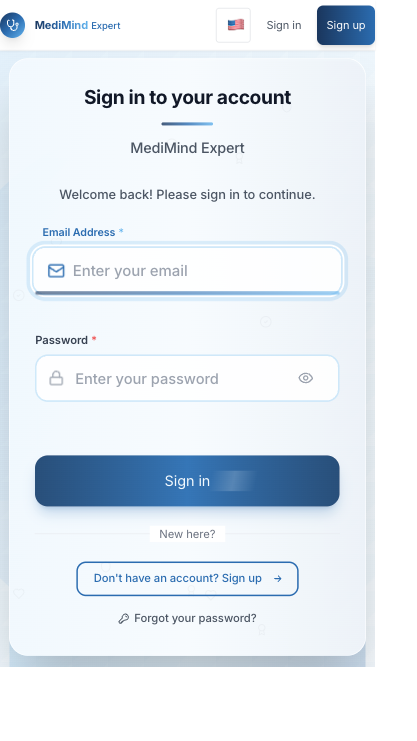 MediMind Expert
Sign in
Sign up
Sign in to your account
MediMind Expert
Welcome back! Please sign in to continue.
Email Address *
Enter your email
Password *
Enter your password
Sign in
New here?
Don't have an account? Sign up →
Forgot your password?